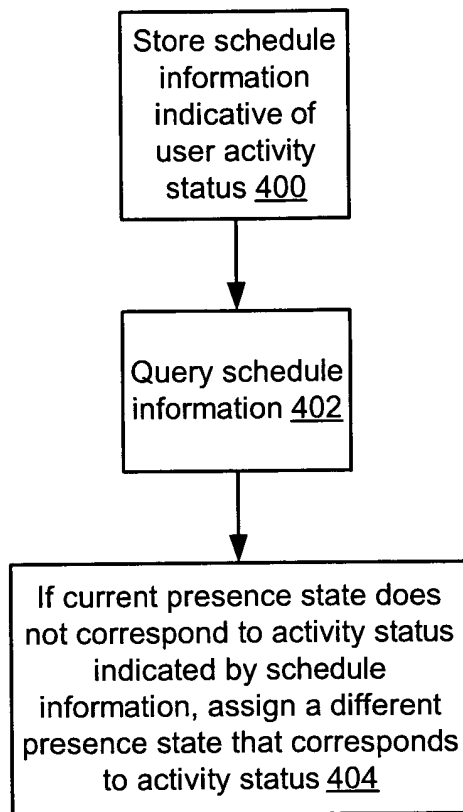 Store schedule
information
indicative of
user activity
status 400
Query schedule
information 402
If current presence state does
not correspond to activity status
indicated by schedule
information, assign a different
presence state that corresponds
to activity status 404